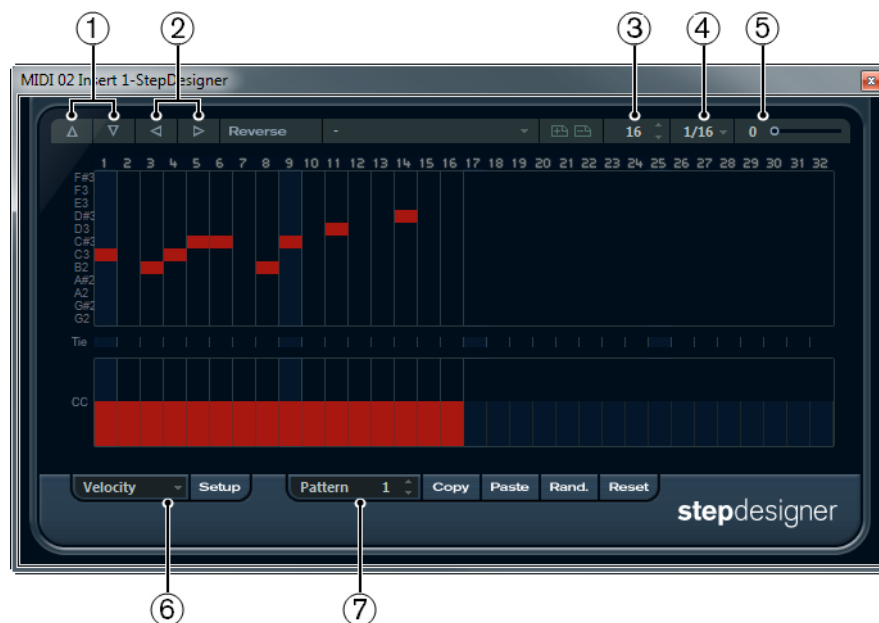 ① ② ③ ④ ⑤
MIDI 02 Insert 1-StepDesigner x
Reverse - 16 1/16 0
1 2 3 4 5 6 7 8 9 10 11 12 13 14 15 16 17 18 19 20 21 22 23 24 25 26 27 28 29 30 31 32
F#3
F3
E3
D#3
D3
C#3
C3
B2
A#2
A2
G#2
G2
Tie
CC
Velocity Setup Pattern 1 Copy Paste Rand. Reset
stepdesigner
⑥ ⑦